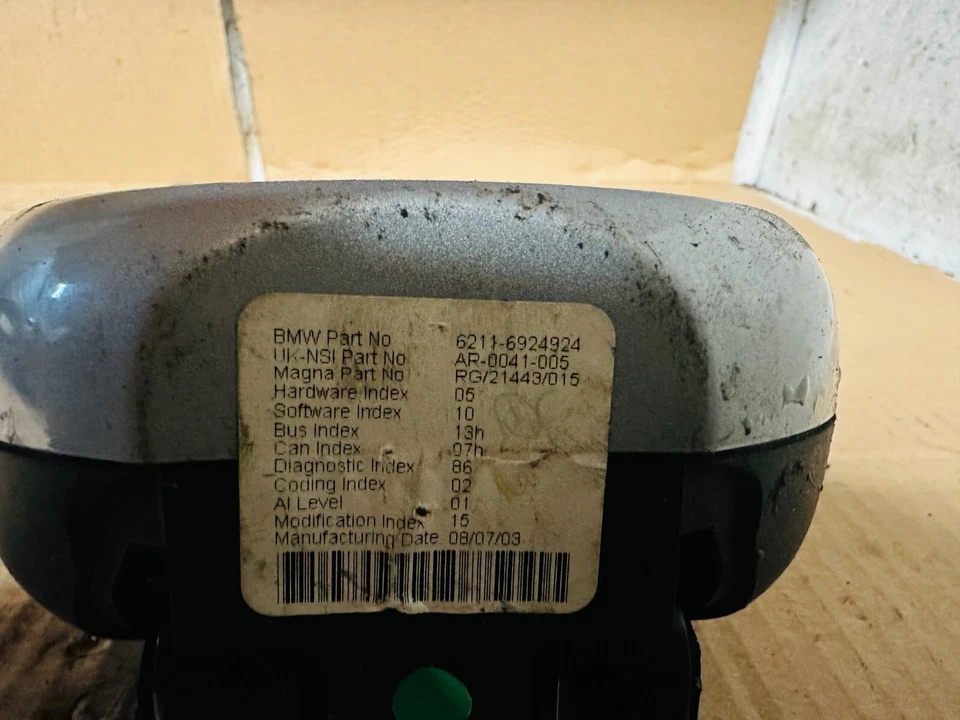 BMW Part No 6211-6924924
UK-NSI Part No AR-0041-005
Magna Part No RG/21443/015
Hardware Index 05
Software Index 10
Bus Index 13h
Can Index 07h
Diagnostic Index 86
Coding Index 02
AI Level 01
Modification Index 15
Manufacturing Date 08/07/03